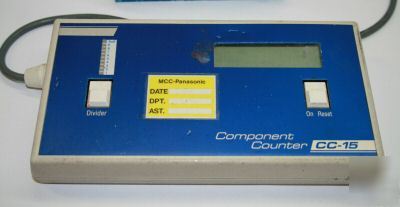 MCC-Panasonic
DATE
DPT.
AST.
Divider
On Reset
Component
Counter CC-15